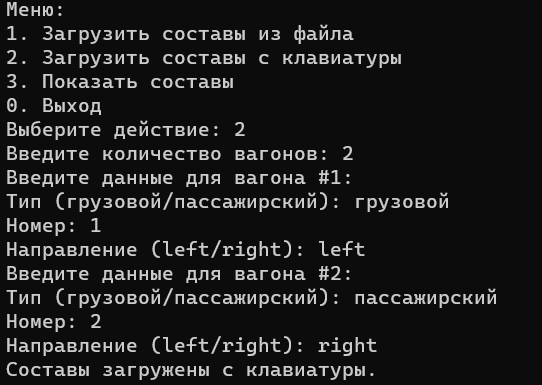 Меню:
1. Загрузить составы из файла
2. Загрузить составы с клавиатуры
3. Показать составы
0. Выход
Выберите действие: 2
Введите количество вагонов: 2
Введите данные для вагона #1:
Тип (грузовой/пассажирский): грузовой
Номер: 1
Направление (left/right): left
Введите данные для вагона #2:
Тип (грузовой/пассажирский): пассажирский
Номер: 2
Направление (left/right): right
Составы загружены с клавиатуры.